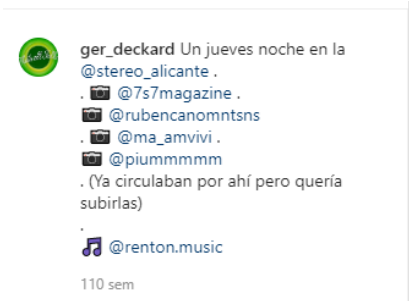 ger_deckard Un jueves noche en la
@stereo_alicante .
. 📷 @7s7magazine .
📷 @rubencanomntsns
. 📷 @ma_amvivi .
📷 @piummmmm
. (Ya circulaban por ahí pero quería
subirlas)
.
🎵 @renton.music
110 sem